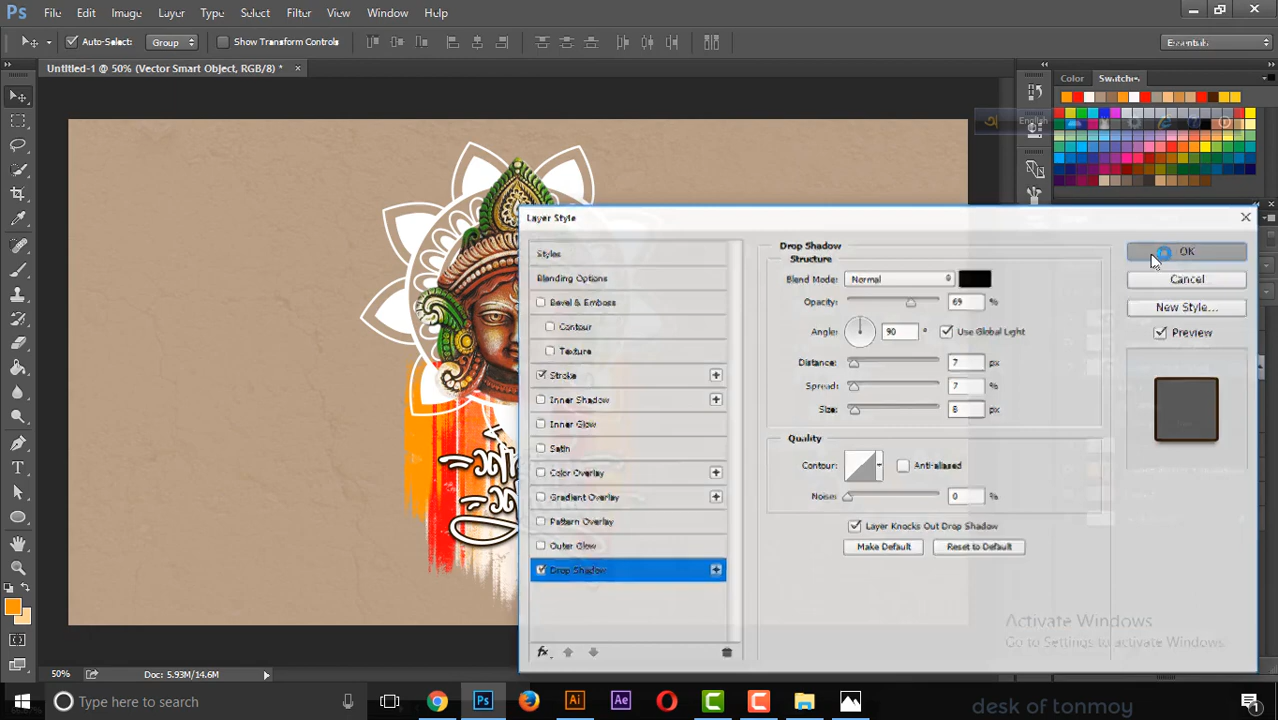 Ps File Edit Image Layer Type Select Filter View Window Help
Auto-Select: Group Show Transform Controls Essentials
Untitled-1 @ 50% (Vector Smart Object, RGB/8) * ×
Color Swatches
অ English
Layer Style
Styles
Blending Options
Bevel & Emboss
Contour
Texture
Stroke
Inner Shadow
Inner Glow
Satin
Color Overlay
Gradient Overlay
Pattern Overlay
Outer Glow
Drop Shadow
fx
Drop Shadow
Structure
Blend Mode: Normal
Opacity: 69 %
Angle: 90 ° Use Global Light
Distance: 7 px
Spread: 7 %
Size: 8 px
Quality
Contour: Anti-aliased
Noise: 0 %
Layer Knocks Out Drop Shadow
Make Default Reset to Default
OK
Cancel
New Style...
Preview
Activate Windows
Go to Settings to activate Windows.
50% Doc: 5.93M/14.6M
Type here to search
Ps Ai Ae
desk of tonmoy